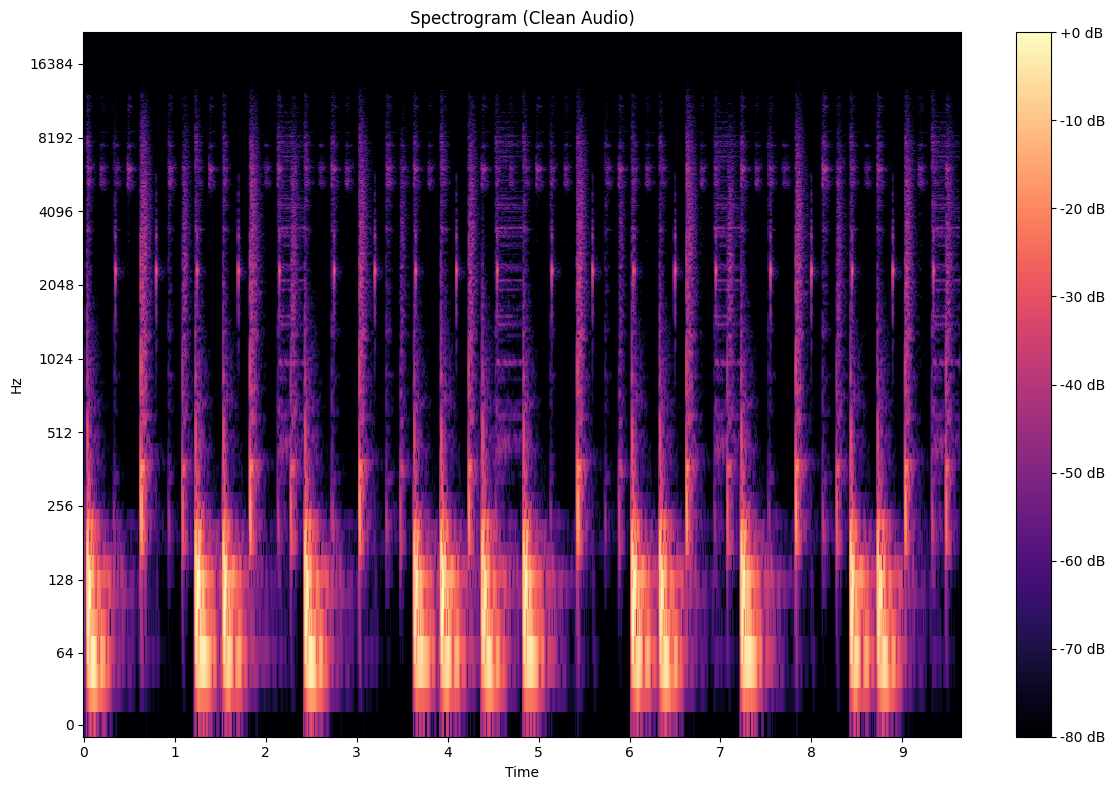 Spectrogram (Clean Audio)
16384
8192
4096
2048
1024
512
256
128
64
0
Hz
0 1 2 3 4 5 6 7 8 9
Time
+0 dB
-10 dB
-20 dB
-30 dB
-40 dB
-50 dB
-60 dB
-70 dB
-80 dB